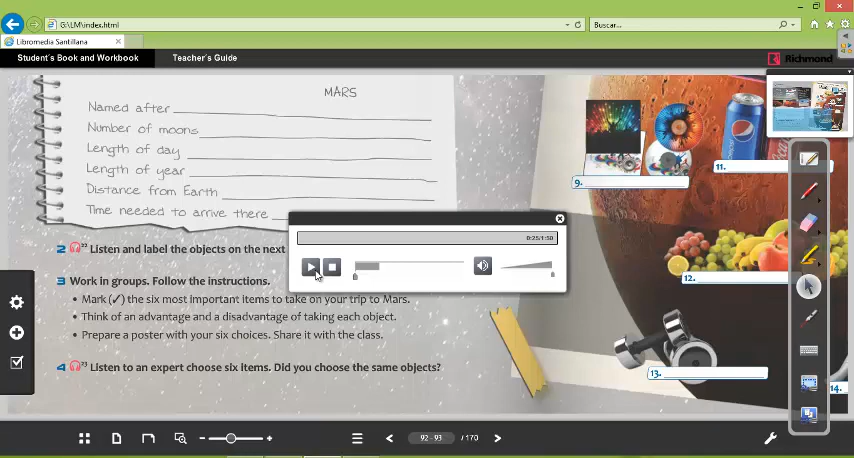 G:\LM\index.html
Buscar...
Libromedia Santillana
Student's Book and Workbook
Teacher's Guide
Richmond
MARS
Named after
Number of moons
Length of day
Length of year
Distance from Earth
Time needed to arrive there
2 22 Listen and label the objects on the next
3 Work in groups. Follow the instructions.
• Mark (✓) the six most important items to take on your trip to Mars.
• Think of an advantage and a disadvantage of taking each object.
• Prepare a poster with your six choices. Share it with the class.
4 23 Listen to an expert choose six items. Did you choose the same objects?
0:25/1:50
9.
11.
12.
13.
14.
pepsi
92-93 / 170